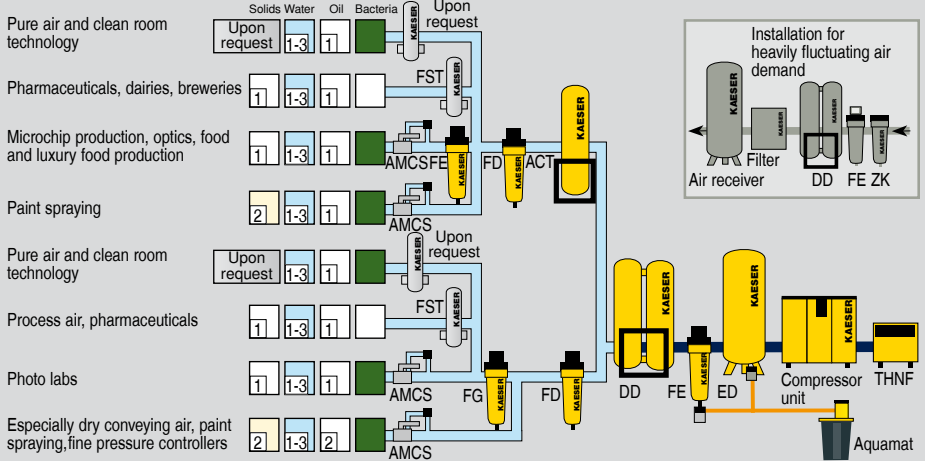 Solids Water Oil Bacteria
Pure air and clean room
technology
Upon
request
1-3
1
KAESER
Upon
request
Pharmaceuticals, dairies, breweries
1
1-3
1
FST
KAESER
Microchip production, optics, food
and luxury food production
1
1-3
1
AMCS FE
KAESER
FD
KAESER
ACT
KAESER
Paint spraying
2
1-3
1
AMCS
Pure air and clean room
technology
Upon
request
1-3
1
KAESER
Upon
request
Process air, pharmaceuticals
1
1-3
1
FST
KAESER
Photo labs
1
1-3
1
AMCS
FG
KAESER
FD
KAESER
Especially dry conveying air, paint
spraying,fine pressure controllers
2
1-3
2
AMCS
Installation for
heavily fluctuating air
demand
KAESER
KAESER
KAESER
Filter
Air receiver
DD
FE ZK
KAESER
DD
FE
KAESER
ED
KAESER
KAESER
Compressor
unit
THNF
Aquamat